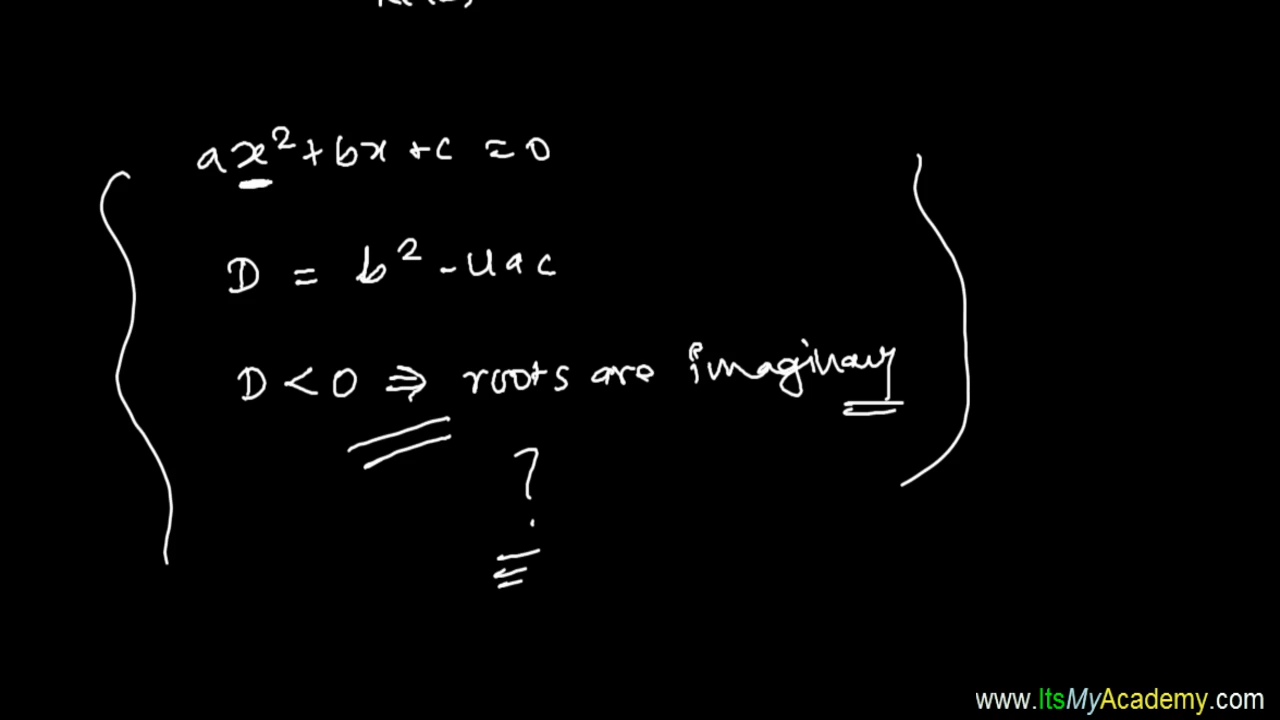 ax²+bx+c=0
D = b²-4ac
D<0 ⇒ roots are imaginary
?
www.ItsMyAcademy.com